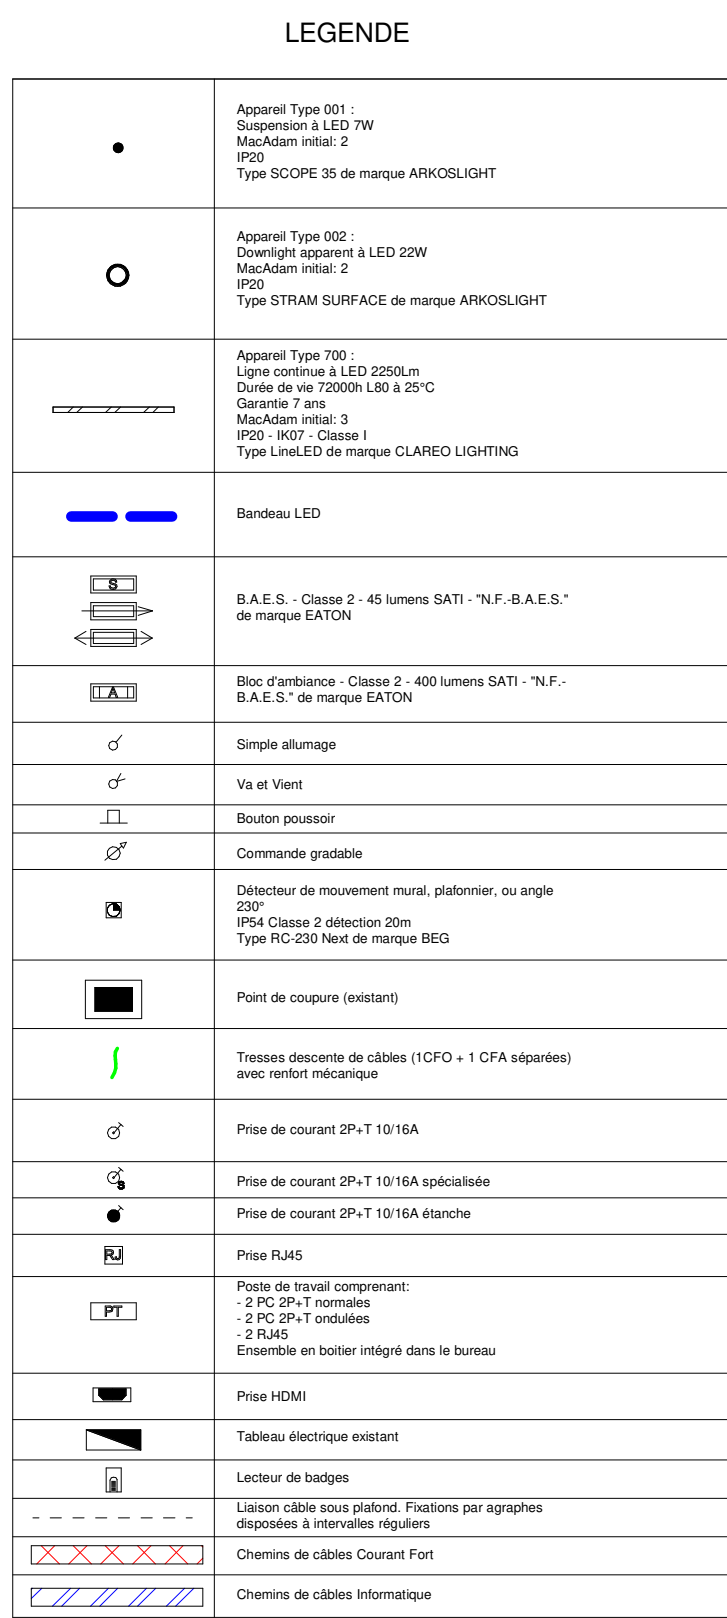 LEGENDE
Appareil Type 001 :
Suspension à LED 7W
MacAdam initial: 2
IP20
Type SCOPE 35 de marque ARKOSLIGHT
Appareil Type 002 :
Downlight apparent à LED 22W
MacAdam initial: 2
IP20
Type STRAM SURFACE de marque ARKOSLIGHT
Appareil Type 700 :
Ligne continue à LED 2250Lm
Durée de vie 72000h L80 à 25°C
Garantie 7 ans
MacAdam initial: 3
IP20 - IK07 - Classe I
Type LineLED de marque CLAREO LIGHTING
Bandeau LED
S
B.A.E.S. - Classe 2 - 45 lumens SATI - "N.F.-B.A.E.S."
de marque EATON
A
Bloc d'ambiance - Classe 2 - 400 lumens SATI - "N.F.-
B.A.E.S." de marque EATON
Simple allumage
Va et Vient
Bouton poussoir
Commande gradable
Détecteur de mouvement mural, plafonnier, ou angle
230°
IP54 Classe 2 détection 20m
Type RC-230 Next de marque BEG
Point de coupure (existant)
Tresses descente de câbles (1CFO + 1 CFA séparées)
avec renfort mécanique
Prise de courant 2P+T 10/16A
S
Prise de courant 2P+T 10/16A spécialisée
Prise de courant 2P+T 10/16A étanche
RJ
Prise RJ45
PT
Poste de travail comprenant:
- 2 PC 2P+T normales
- 2 PC 2P+T ondulées
- 2 RJ45
Ensemble en boitier intégré dans le bureau
Prise HDMI
Tableau électrique existant
Lecteur de badges
Liaison câble sous plafond. Fixations par agraphes
disposées à intervalles réguliers
Chemins de câbles Courant Fort
Chemins de câbles Informatique